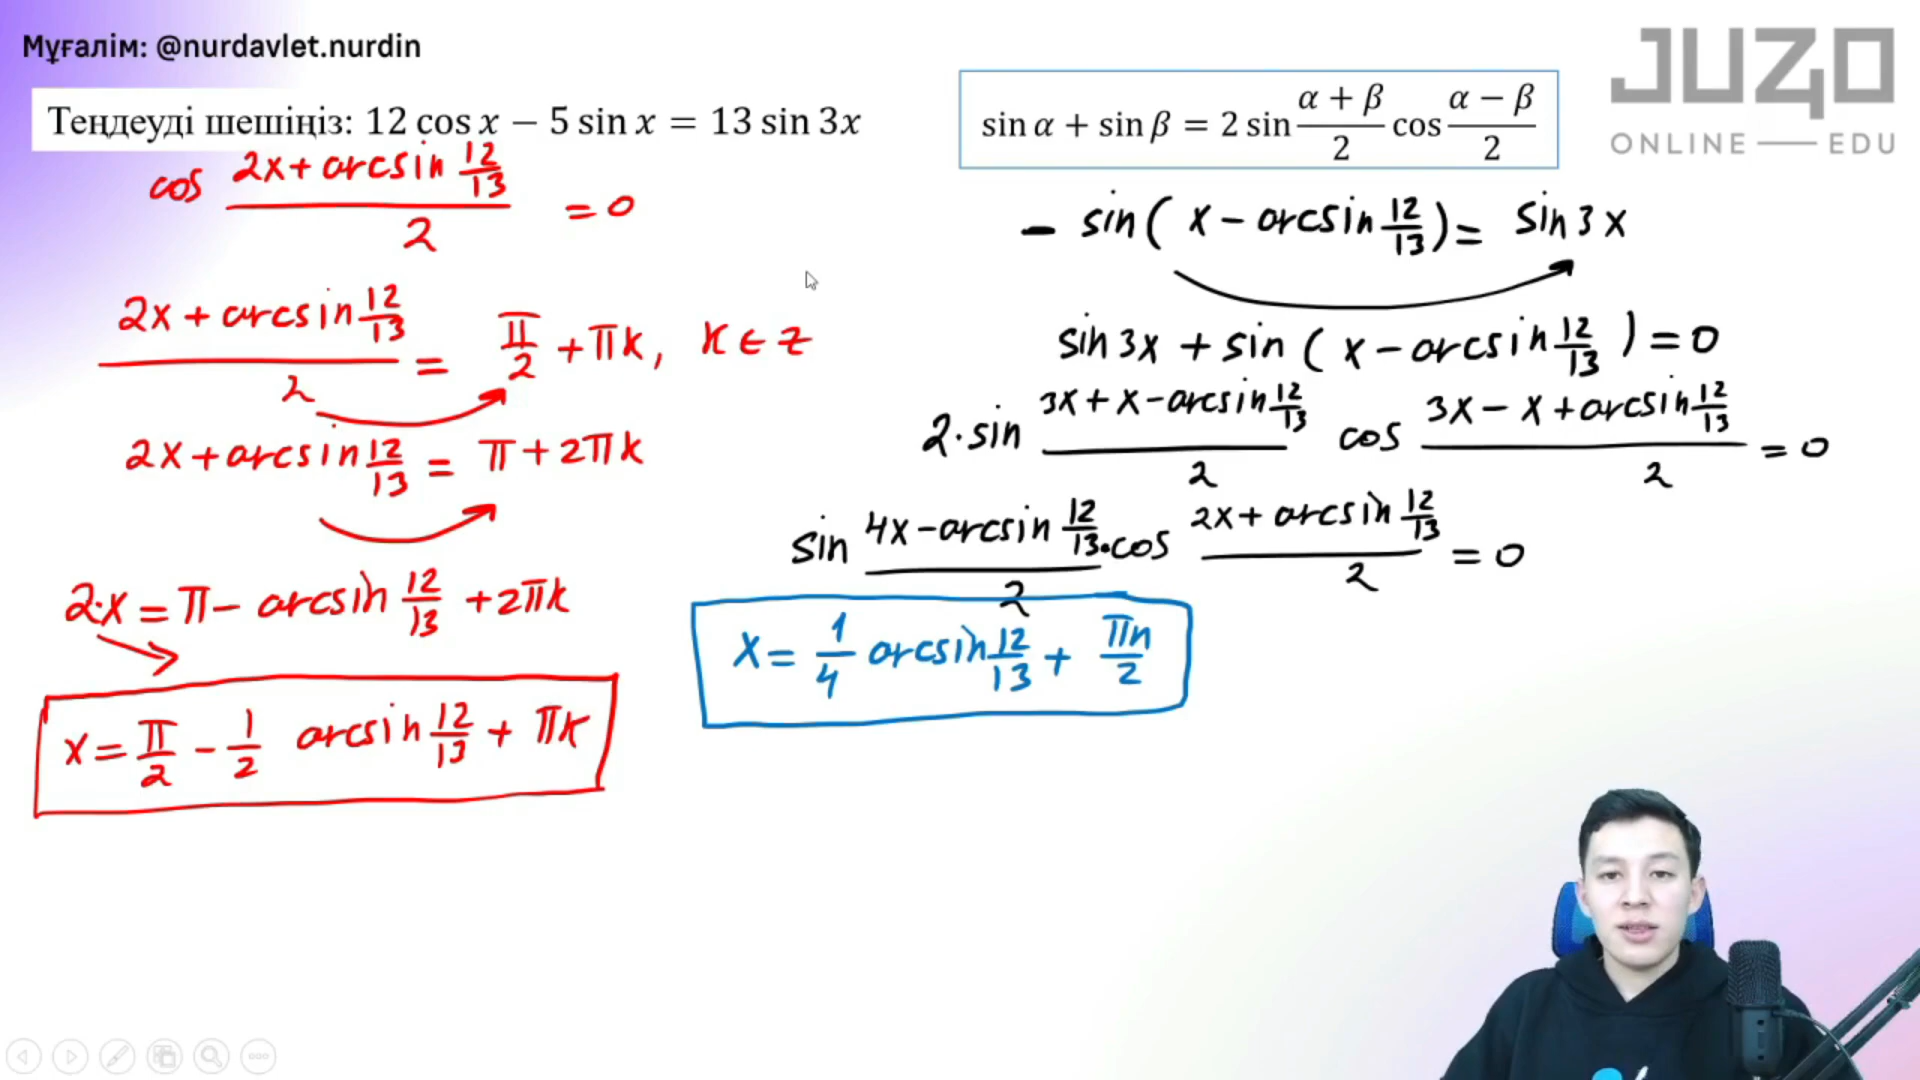 Мұғалім: @nurdavlet.nurdin
JUZO
ONLINE — EDU
Теңдеуді шешіңіз: 12 cos x − 5 sin x = 13 sin 3x
sin α + sin β = 2 sin (α + β)/2 cos (α − β)/2
cos (2x + arcsin 12/13)/2 = 0
(2x + arcsin 12/13)/2 = π/2 + πk, k ∈ z
2x + arcsin 12/13 = π + 2πk
2·x = π − arcsin 12/13 + 2πk
x = π/2 − 1/2 arcsin 12/13 + πk
− sin( x − arcsin 12/13 ) = sin 3x
sin 3x + sin ( x − arcsin 12/13 ) = 0
2·sin (3x + x − arcsin 12/13)/2 cos (3x − x + arcsin 12/13)/2 = 0
sin (4x − arcsin 12/13)/2 · cos (2x + arcsin 12/13)/2 = 0
x = 1/4 arcsin 12/13 + πn/2